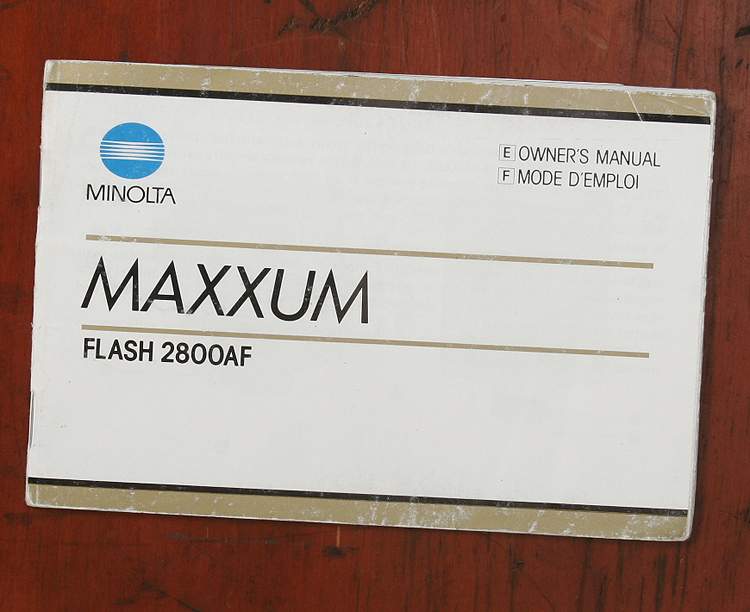 MINOLTA
E OWNER'S MANUAL
F MODE D'EMPLOI
MAXXUM
FLASH 2800AF